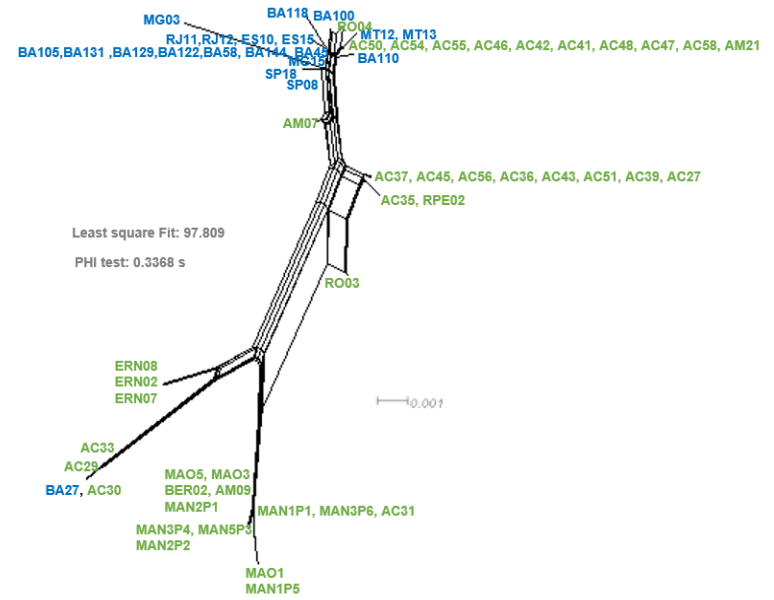 BA118 BA100
MG03
RO04
MT12, MT13
RJ11,RJ12, ES10, ES15
AC50, AC54, AC55, AC46, AC42, AC41, AC48, AC47, AC58, AM21
BA105,BA131 ,BA129,BA122,BA58, BA144, BA45
MG15
BA110
SP18
SP08
AM07
AC37, AC45, AC56, AC36, AC43, AC51, AC39, AC27
AC35, RPE02
Least square Fit: 97.809
PHI test: 0.3368 s
RO03
ERN08
ERN02
ERN07
0.001
AC33
AC29
BA27, AC30
MAO5, MAO3
BER02, AM09
MAN2P1
MAN1P1, MAN3P6, AC31
MAN3P4, MAN5P3
MAN2P2
MAO1
MAN1P5